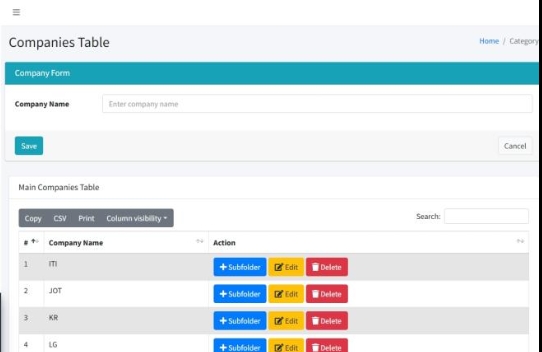 Companies Table
Home / Category
Company Form
Company Name Enter company name
Save Cancel
Main Companies Table
Copy CSV Print Column visibility Search:
# Company Name Action
1 ITI + Subfolder Edit Delete
2 JOT + Subfolder Edit Delete
3 KR + Subfolder Edit Delete
4 LG + Subfolder Edit Delete